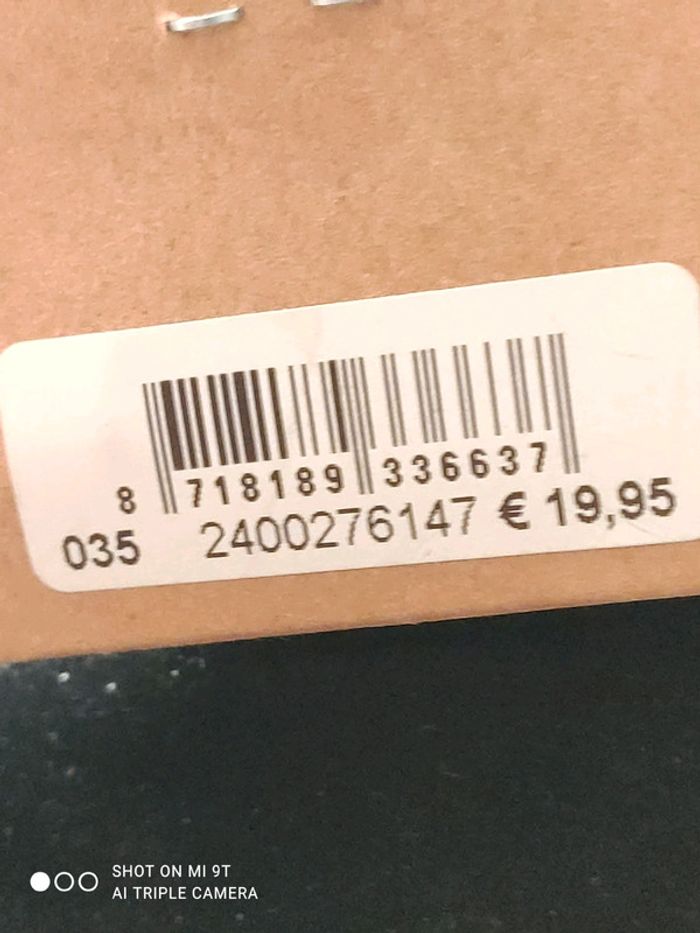 8 718189 336637
035 2400276147 € 19,95
SHOT ON MI 9T
AI TRIPLE CAMERA